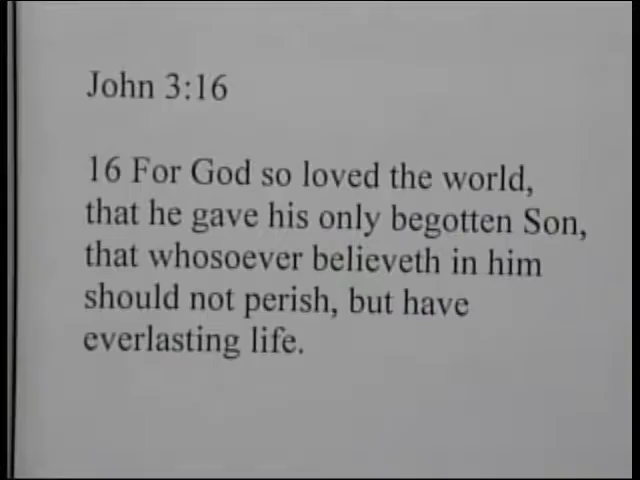 John 3:16
16 For God so loved the world,
that he gave his only begotten Son,
that whosoever believeth in him
should not perish, but have
everlasting life.